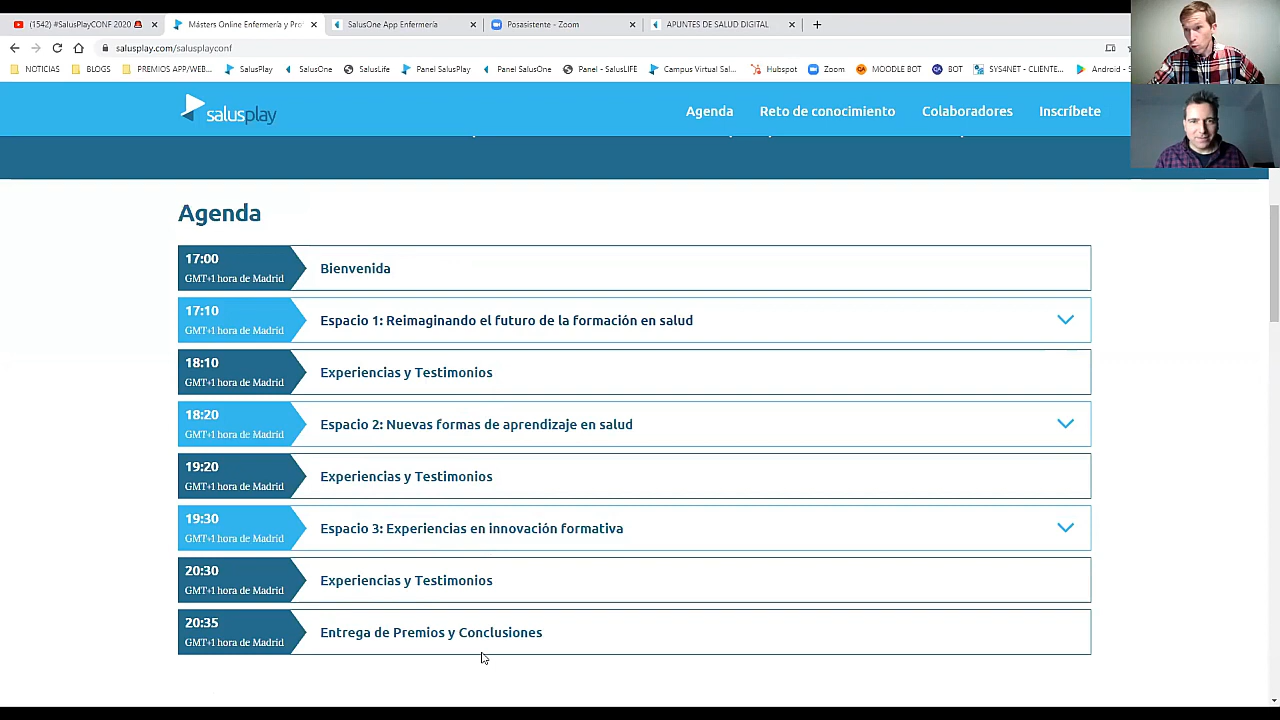 (1542) #SalusPlayCONF 2020
Másters Online Enfermería y Pro
SalusOne App Enfermería
Posasistente - Zoom
APUNTES DE SALUD DIGITAL
salusplay.com/salusplayconf
NOTICIAS
BLOGS
PREMIOS APP/WEB...
SalusPlay
SalusOne
SalusLife
Panel SalusPlay
Panel SalusOne
Panel - SalusLIFE
Campus Virtual Sal...
Hubspot
Zoom
MOODLE BOT
BOT
SYS4NET - CLIENTE...
Android - S
salusplay
Agenda
Reto de conocimiento
Colaboradores
Inscríbete
Agenda
17:00
GMT+1 hora de Madrid
Bienvenida
17:10
GMT+1 hora de Madrid
Espacio 1: Reimaginando el futuro de la formación en salud
18:10
GMT+1 hora de Madrid
Experiencias y Testimonios
18:20
GMT+1 hora de Madrid
Espacio 2: Nuevas formas de aprendizaje en salud
19:20
GMT+1 hora de Madrid
Experiencias y Testimonios
19:30
GMT+1 hora de Madrid
Espacio 3: Experiencias en innovación formativa
20:30
GMT+1 hora de Madrid
Experiencias y Testimonios
20:35
GMT+1 hora de Madrid
Entrega de Premios y Conclusiones